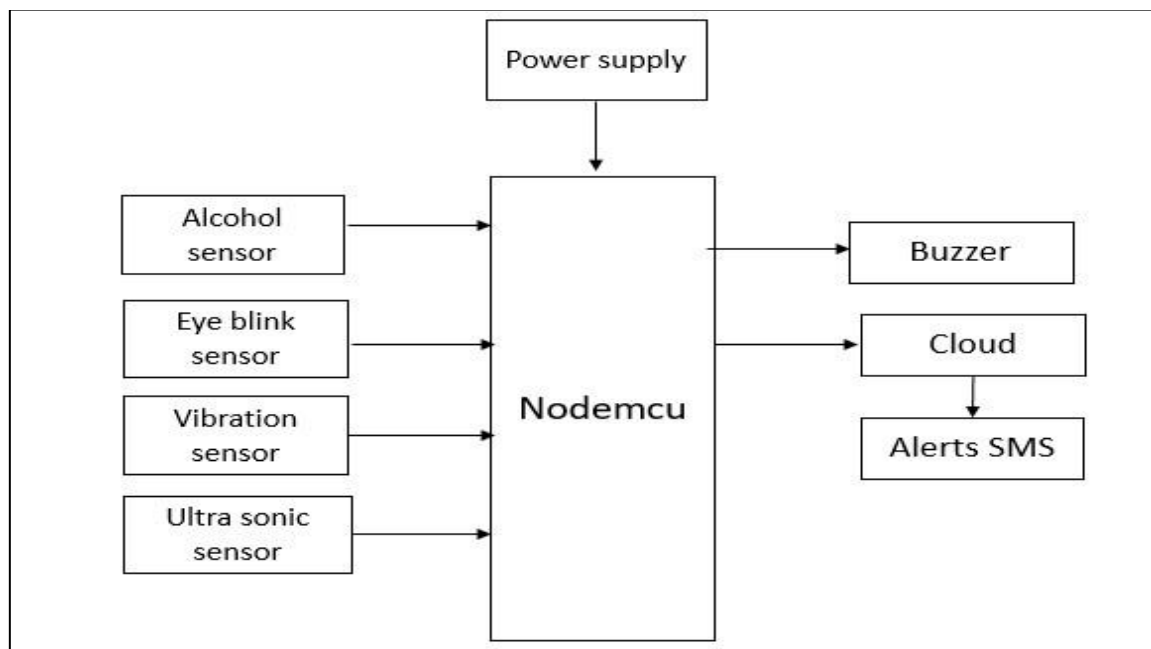 Power supply
Alcohol
sensor
Eye blink
sensor
Vibration
sensor
Ultra sonic
sensor
Nodemcu
Buzzer
Cloud
Alerts SMS